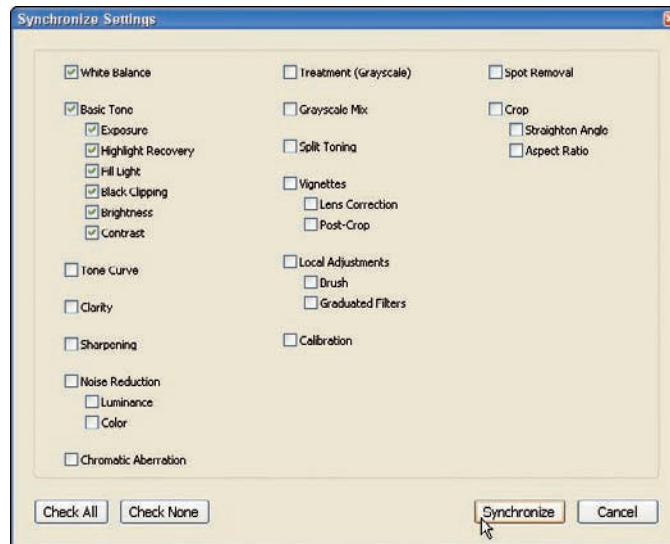 Synchronize Settings
White Balance
Basic Tone
Exposure
Highlight Recovery
Fill Light
Black Clipping
Brightness
Contrast
Tone Curve
Clarity
Sharpening
Noise Reduction
Luminance
Color
Chromatic Aberration
Treatment (Grayscale)
Grayscale Mix
Split Toning
Vignettes
Lens Correction
Post-Crop
Local Adjustments
Brush
Graduated Filters
Calibration
Spot Removal
Crop
Straighten Angle
Aspect Ratio
Check All
Check None
Synchronize
Cancel